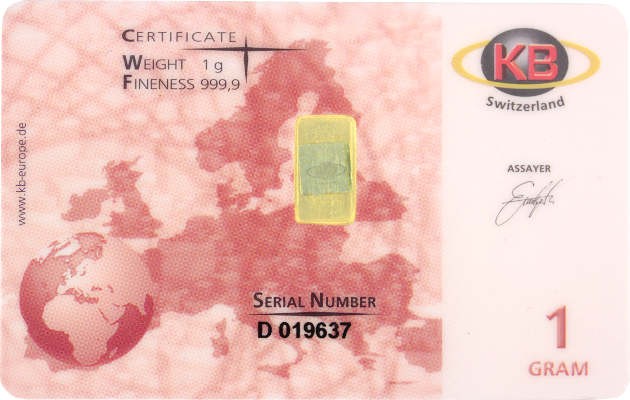 CERTIFICATE
WEIGHT 1 g
FINENESS 999,9
KB
Switzerland
www.kb-europe.de
ASSAYER
SERIAL NUMBER
D 019637
1
GRAM